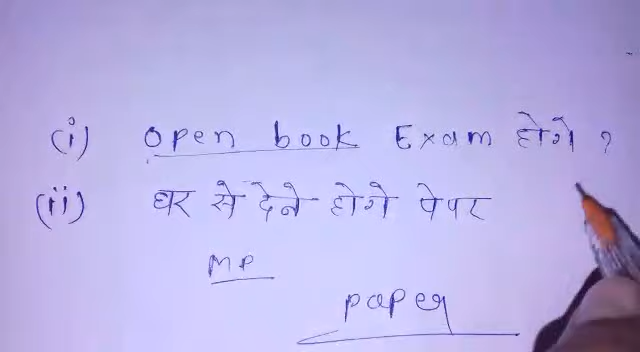 (i) Open book Exam होगे ?
(ii) घर से देने होगे पेपर
MP
paper